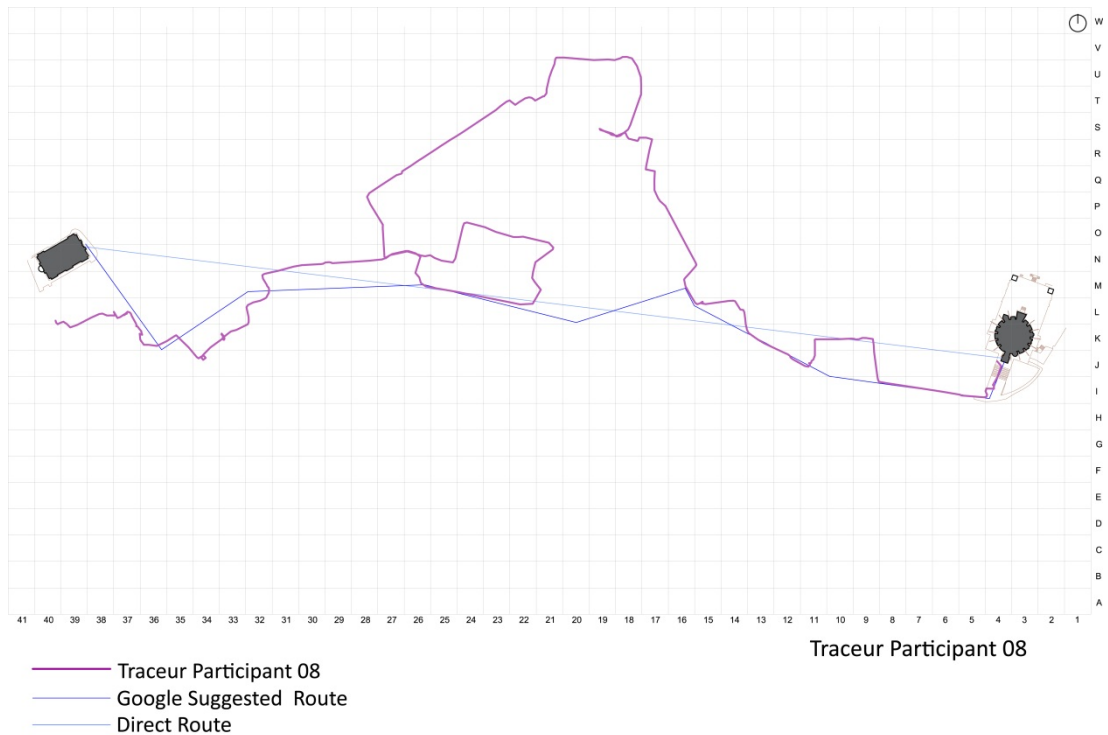 W
V
U
T
S
R
Q
P
O
N
M
L
K
J
I
H
G
F
E
D
C
B
A
41 40 39 38 37 36 35 34 33 32 31 30 29 28 27 26 25 24 23 22 21 20 19 18 17 16 15 14 13 12 11 10 9 8 7 6 5 4 3 2 1
Traceur Participant 08
Traceur Participant 08
Google Suggested Route
Direct Route